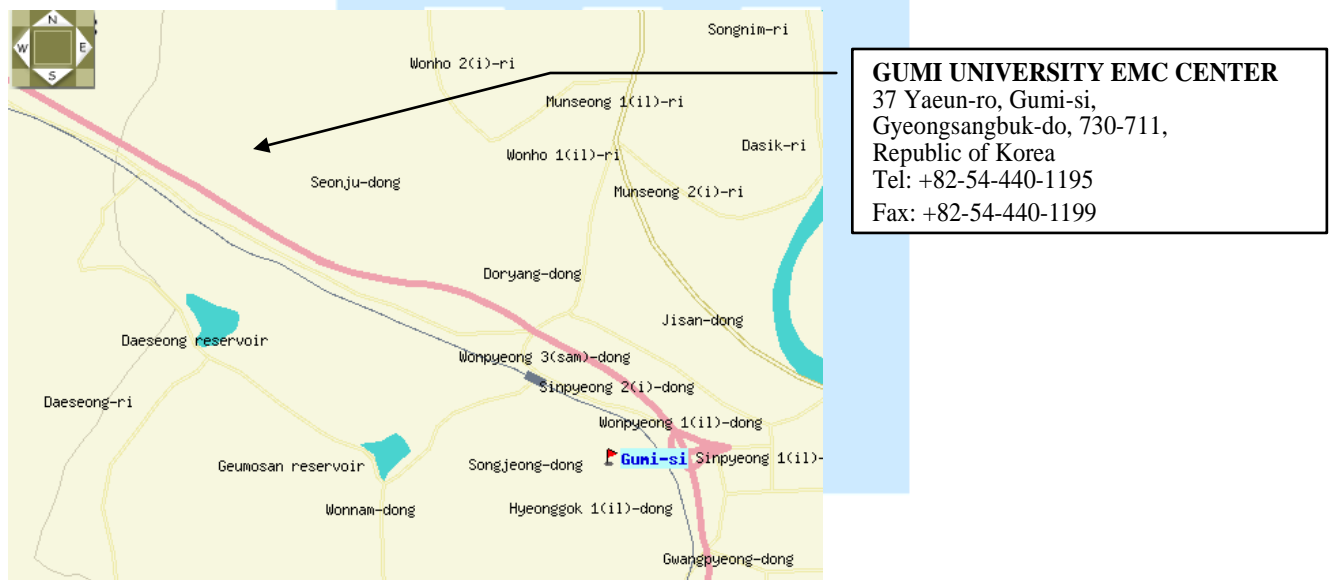 N
W
E
S
Songnim-ri
Wonho 2(i)-ri
Munseong 1(il)-ri
Dasik-ri
Wonho 1(il)-ri
Seonju-dong
Munseong 2(i)-ri
Doryang-dong
Jisan-dong
Daeseong reservoir
Wonpyeong 3(sam)-dong
Sinpyeong 2(i)-dong
Daeseong-ri
Wonpyeong 1(il)-dong
Gumi-si
Sinpyeong 1(il)-
Geumosan reservoir
Songjeong-dong
Wonnam-dong
Hyeonggok 1(il)-dong
Gwangpyeong-dong
GUMI UNIVERSITY EMC CENTER
37 Yaeun-ro, Gumi-si,
Gyeongsangbuk-do, 730-711,
Republic of Korea
Tel: +82-54-440-1195
Fax: +82-54-440-1199